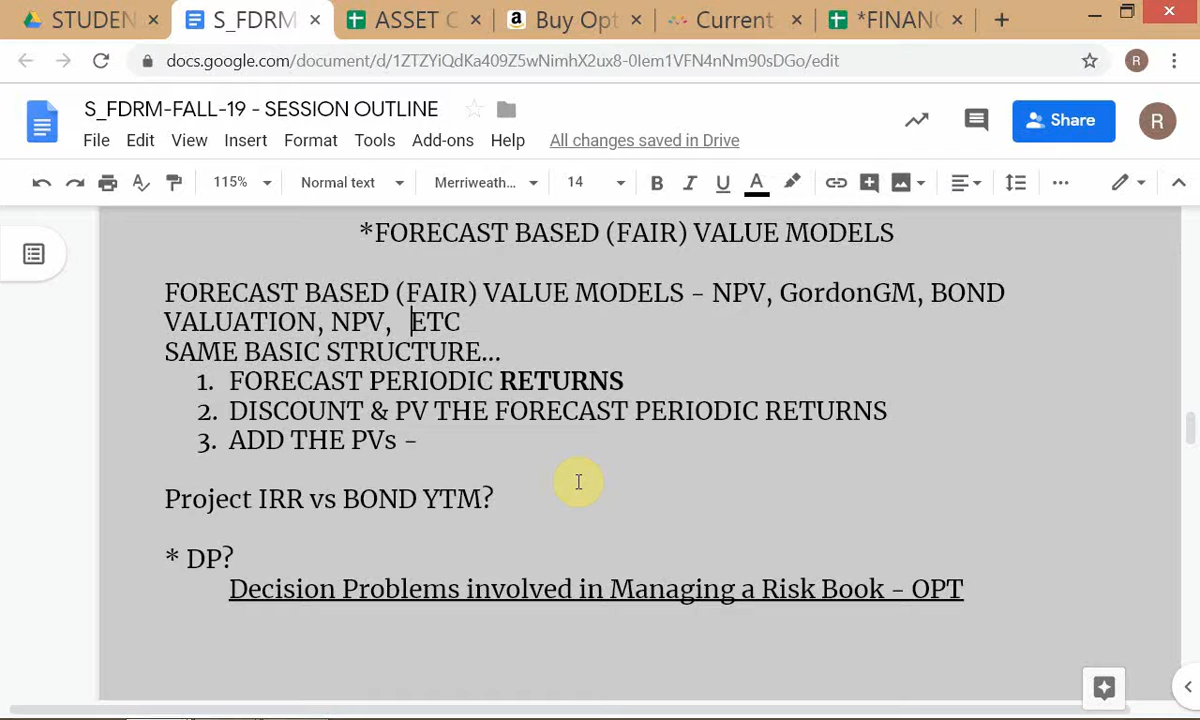 STUDEN
S_FDRM
ASSET C
Buy Opt
Current
*FINANC
docs.google.com/document/d/1ZTZYiQdKa409Z5wNimhX2ux8-0Iem1VFN4nNm90sDGo/edit
R
S_FDRM-FALL-19 - SESSION OUTLINE
Share
R
File Edit View Insert Format Tools Add-ons Help All changes saved in Drive
115% Normal text Merriweath... 14 B I U A
*FORECAST BASED (FAIR) VALUE MODELS
FORECAST BASED (FAIR) VALUE MODELS - NPV, GordonGM, BOND
VALUATION, NPV, ETC
SAME BASIC STRUCTURE...
1. FORECAST PERIODIC RETURNS
2. DISCOUNT & PV THE FORECAST PERIODIC RETURNS
3. ADD THE PVs -
Project IRR vs BOND YTM?
* DP?
Decision Problems involved in Managing a Risk Book - OPT